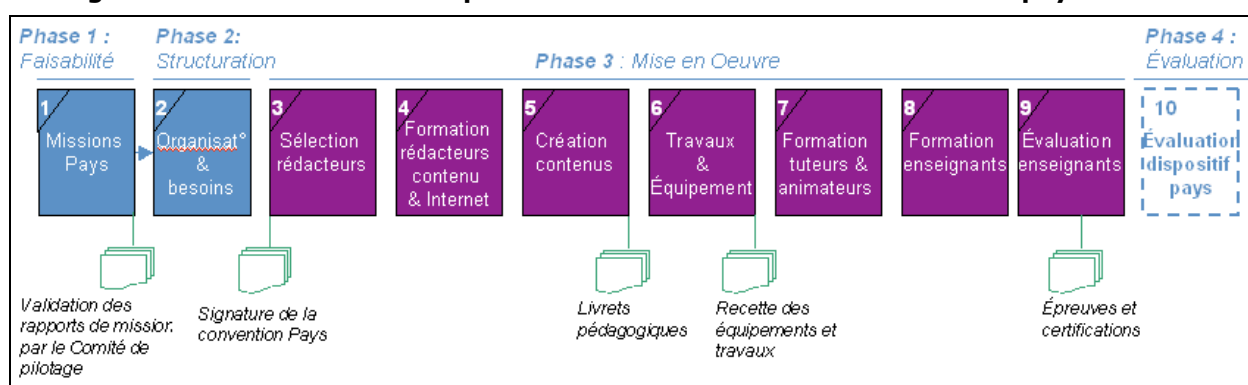 Phase 1 :
Faisabilité
Phase 2:
Structuration
Phase 3 : Mise en Oeuvre
Phase 4 :
Évaluation
1
Missions
Pays
2
Organisat°
&
besoins
3
Sélection
rédacteurs
4
Formation
rédacteurs
contenu
& Internet
5
Création
contenus
6
Travaux
&
Équipement
7
Formation
tuteurs &
animateurs
8
Formation
enseignants
9
Évaluation
enseignants
10
Évaluation
dispositif
pays
Validation des
rapports de mission
par le Comité de
pilotage
Signature de la
convention Pays
Livrets
pédagogiques
Recette des
équipements et
travaux
Épreuves et
certifications